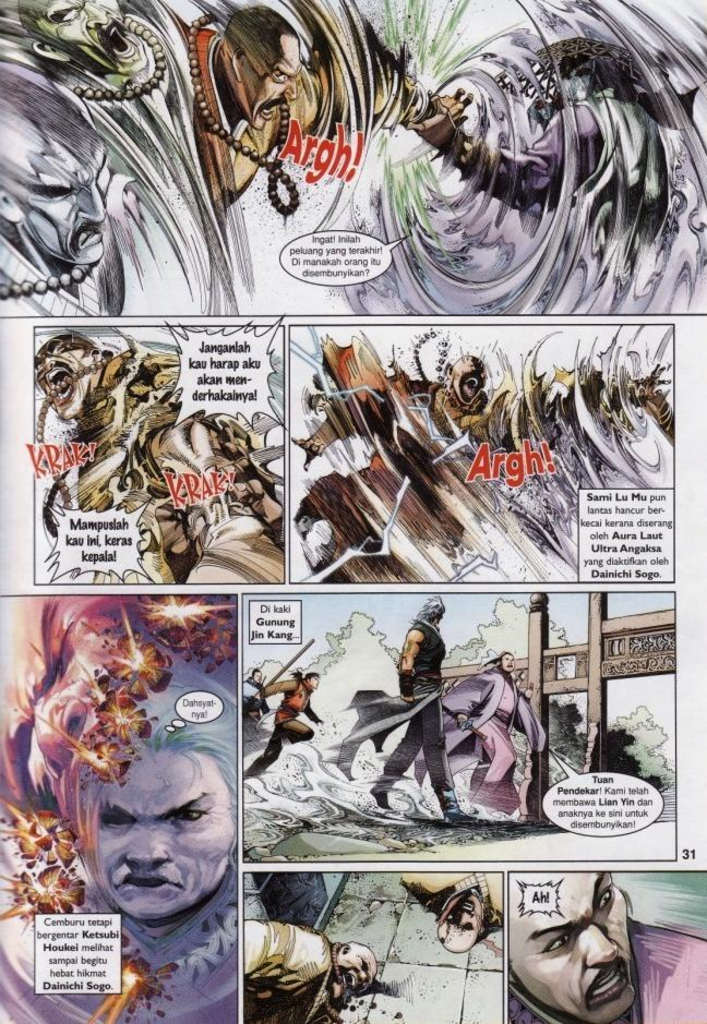 Argh!
Ingat! Inilah
peluang yang terakhir!
Di manakah orang itu
disembunyikan?
Janganlah
kau harap aku
akan men-
derhakainya!
KRAK!
KRAK!
Mampuslah
kau ini, keras
kepala!
Argh!
Sami Lu Mu pun
lantas hancur ber-
kecai kerana diserang
oleh Aura Laut
Ultra Angaksa
yang diaktifkan oleh
Dainichi Sogo.
Dahsyat-
nya!
Cemburu tetapi
bergentar Ketsubi
Houkei melihat
sampai begitu
hebat hikmat
Dainichi Sogo.
Di kaki
Gunung
Jin Kang...
Tuan
Pendekar! Kami telah
membawa Lian Yin dan
anaknya ke sini untuk
disembunyikan!
31
Ah!